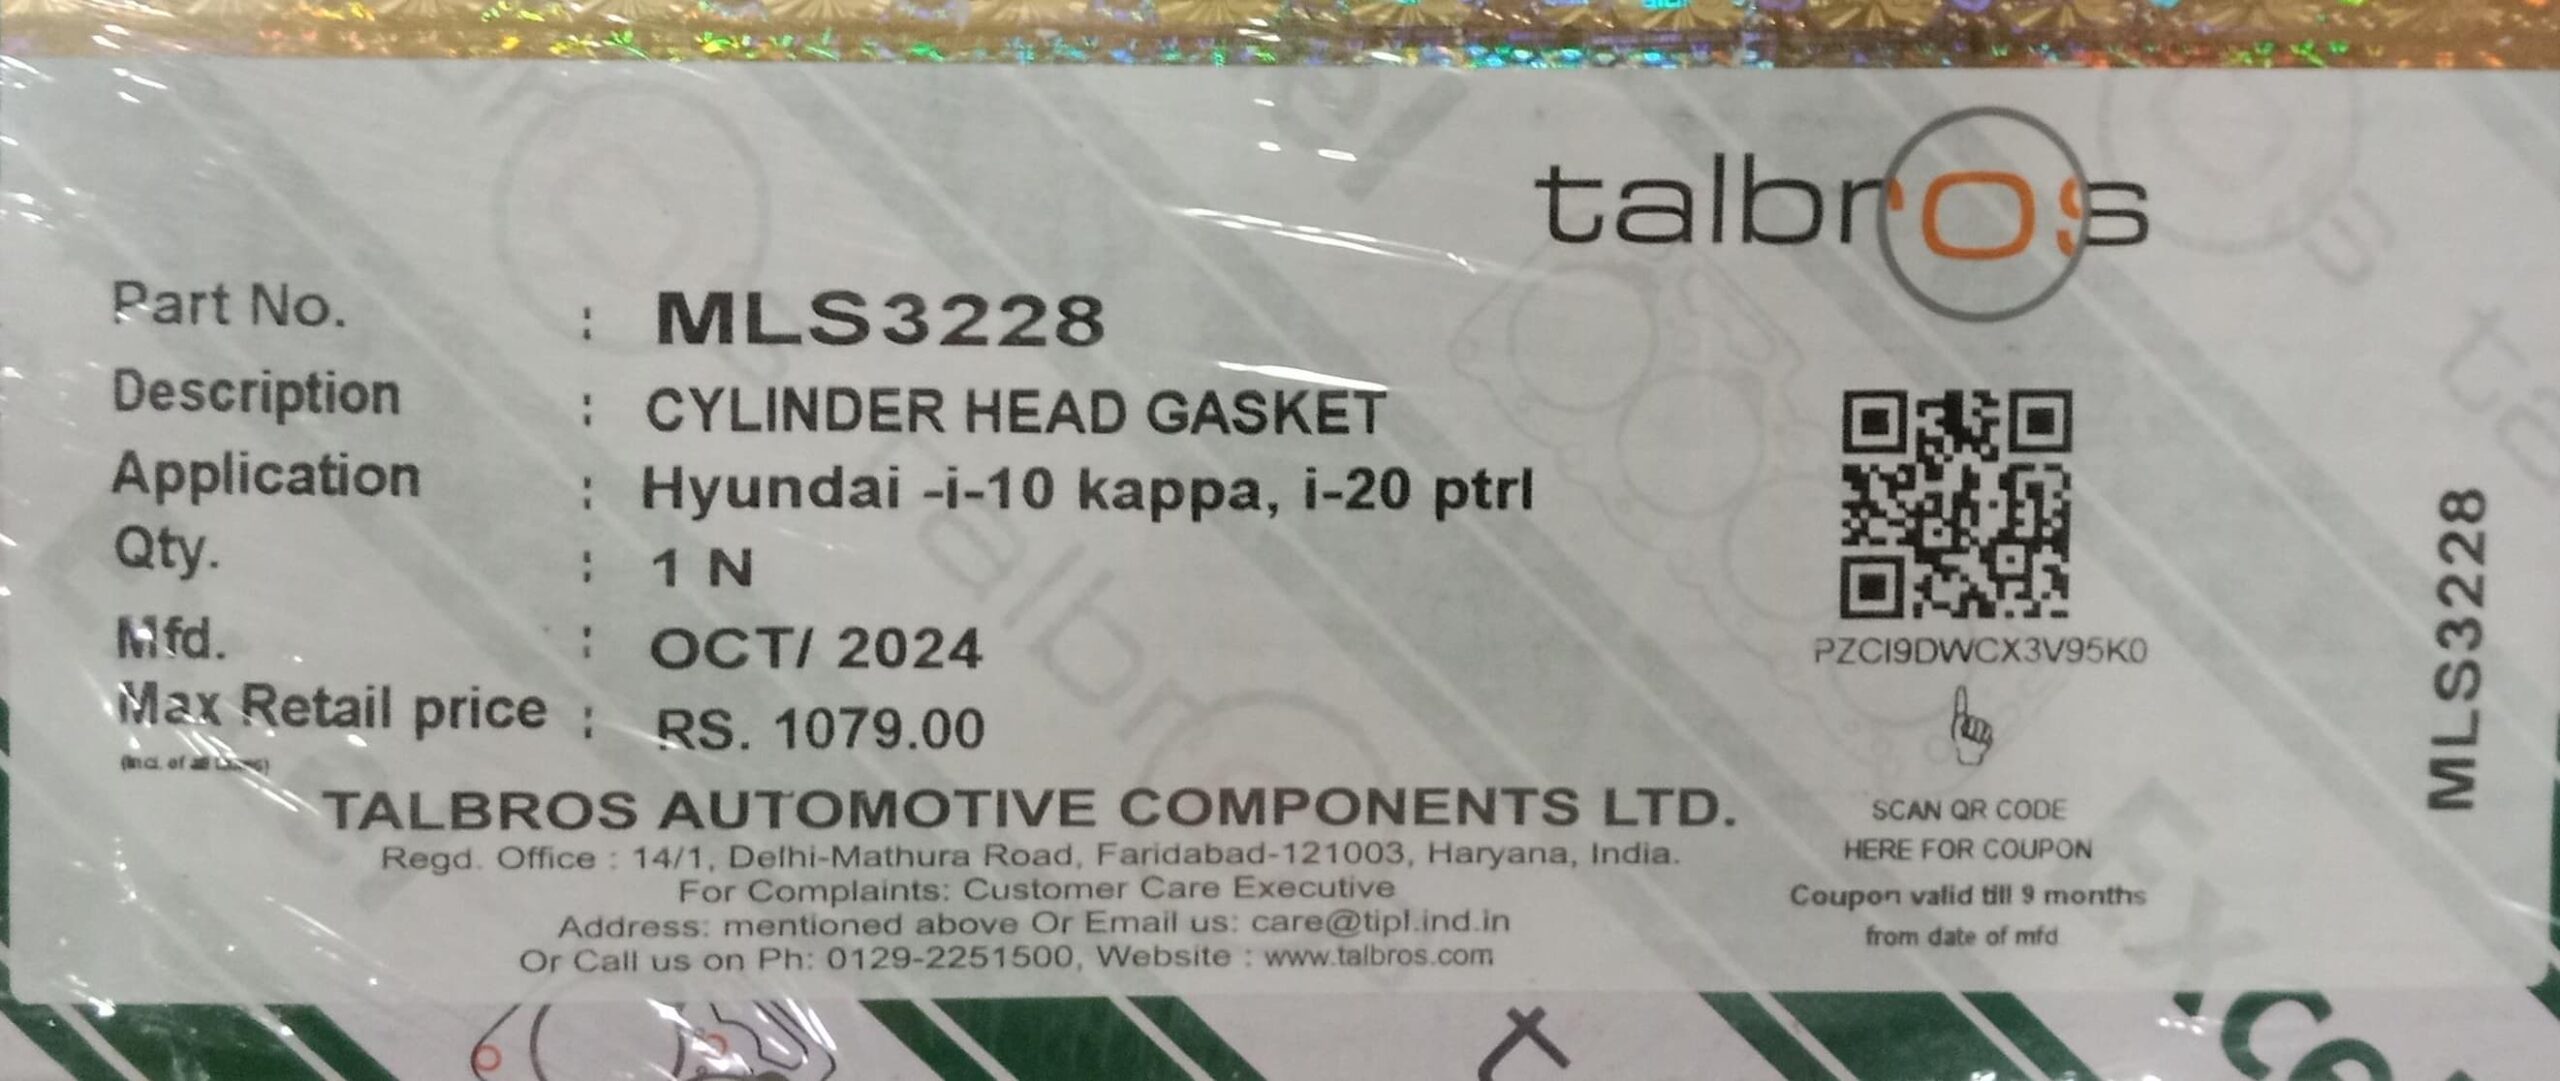 talbros
Part No. : MLS3228
Description : CYLINDER HEAD GASKET
Application : Hyundai -i-10 kappa, i-20 ptrl
Qty. : 1 N
Mfd. : OCT/ 2024
Max Retail price : RS. 1079.00
(Incl. of all taxes)
TALBROS AUTOMOTIVE COMPONENTS LTD.
Regd. Office : 14/1, Delhi-Mathura Road, Faridabad-121003, Haryana, India.
For Complaints: Customer Care Executive
Address: mentioned above Or Email us: care@tipl.ind.in
Or Call us on Ph: 0129-2251500, Website : www.talbros.com
PZCI9DWCX3V95K0
SCAN QR CODE
HERE FOR COUPON
Coupon valid till 9 months
from date of mfd
MLS3228